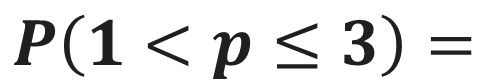 P(1 < p ≤ 3) =